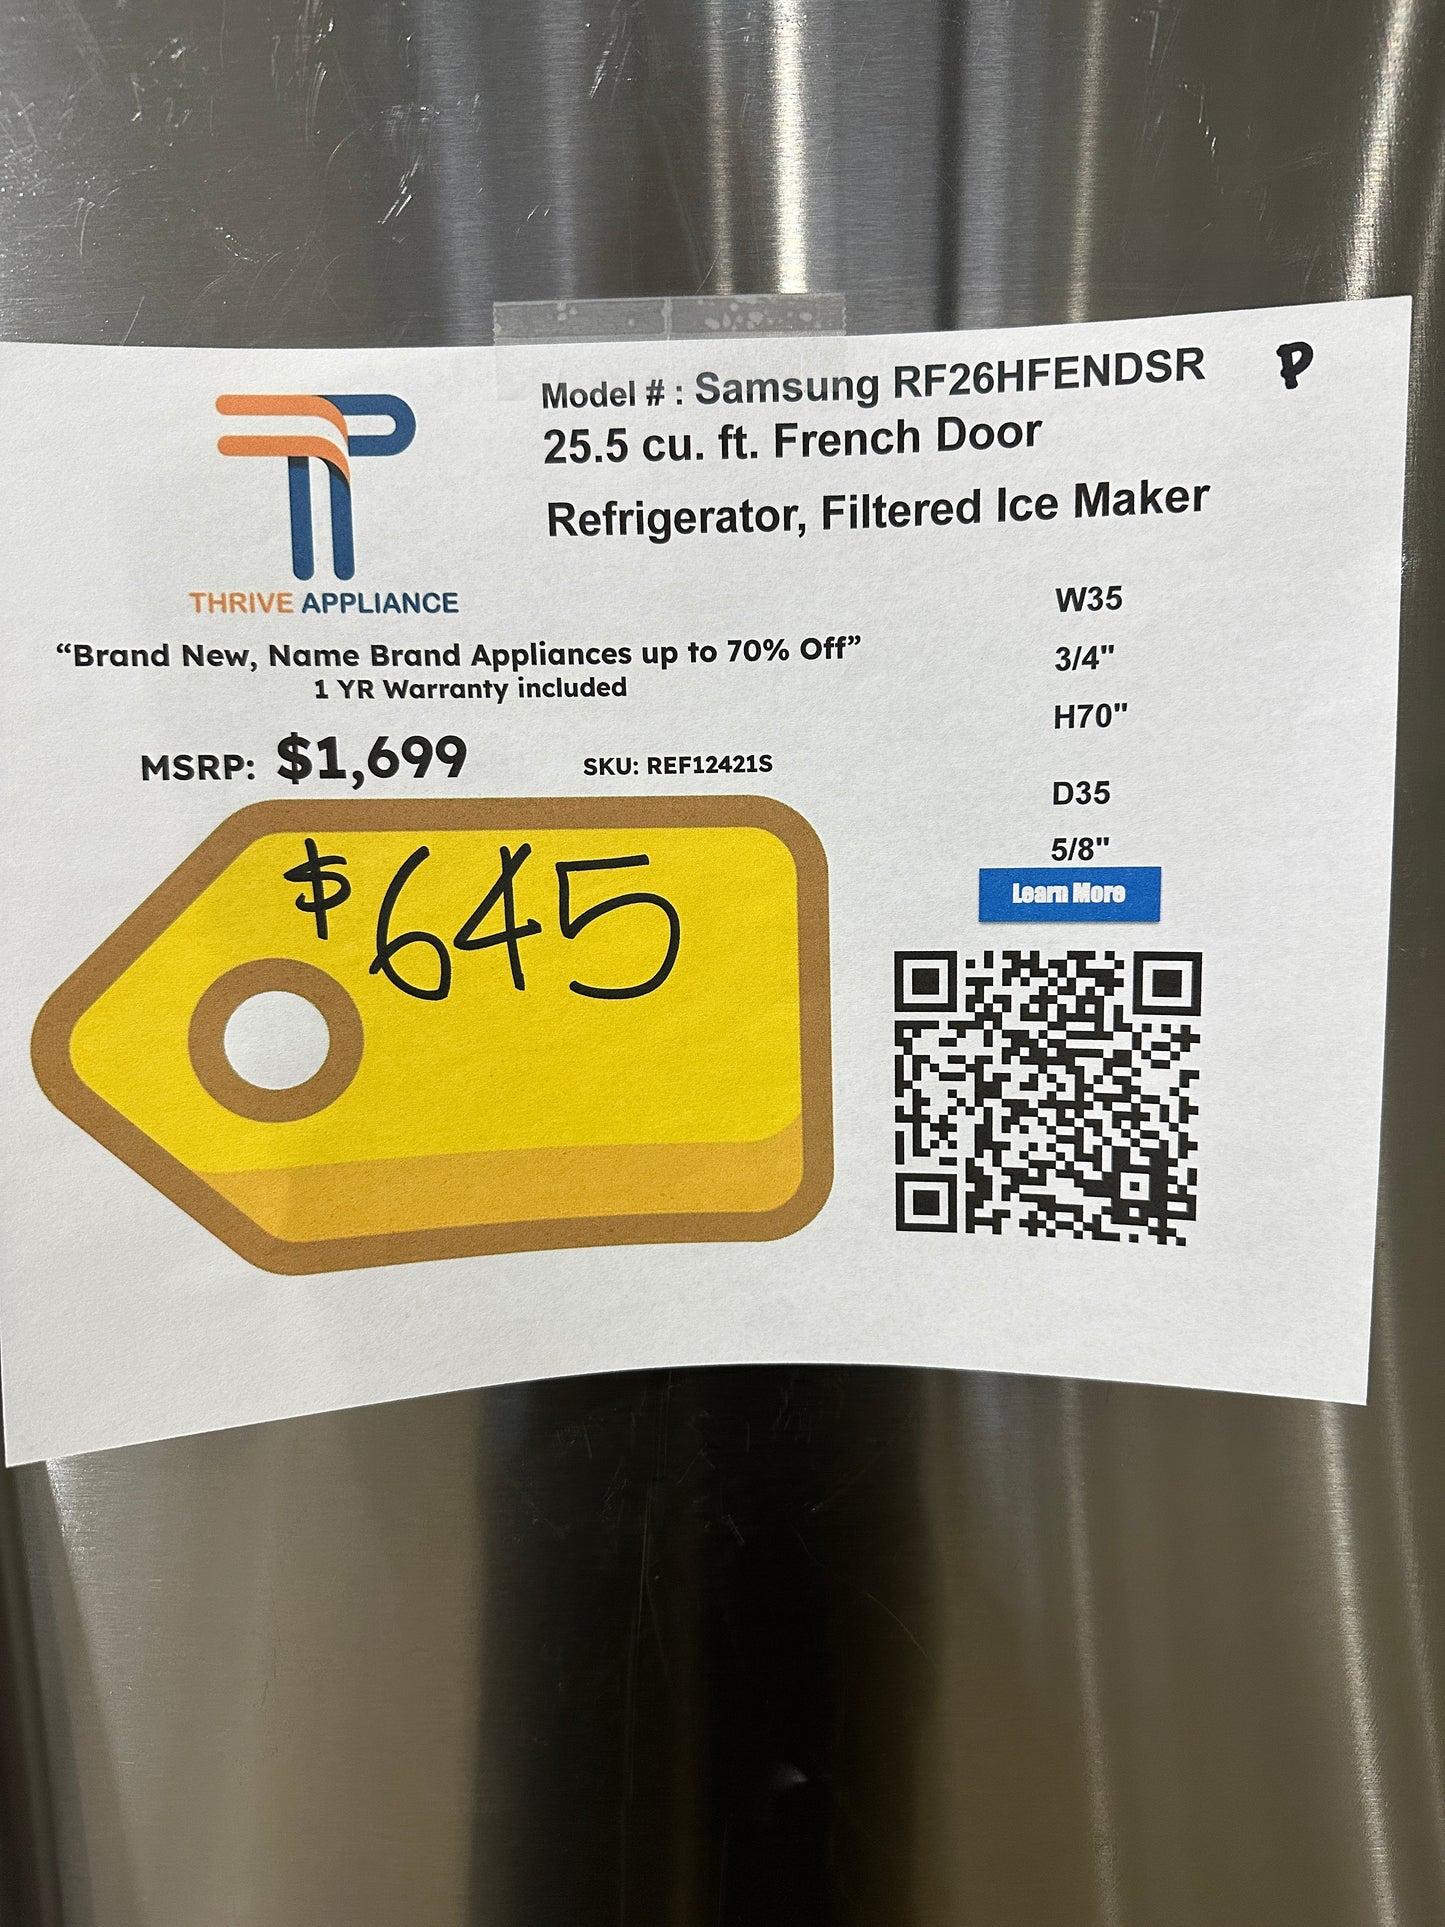 Model # : Samsung RF26HFENDSR
P
25.5 cu. ft. French Door
Refrigerator, Filtered Ice Maker
THRIVE APPLIANCE
“Brand New, Name Brand Appliances up to 70% Off”
1 YR Warranty included
MSRP: $1,699
SKU: REF12421S
$645
W35
3/4"
H70"
D35
5/8"
Learn More